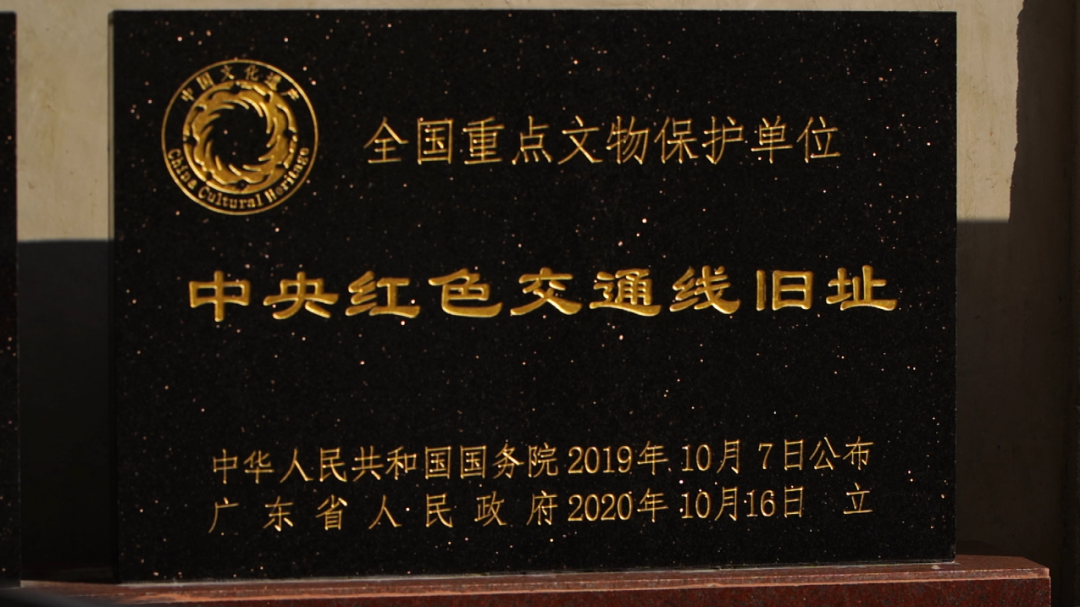 中国文化遗产
China Cultural Heritage
全国重点文物保护单位
中央红色交通线旧址
中华人民共和国国务院 2019年 10月 7日公布
广东省人民政府 2020年 10月16日 立